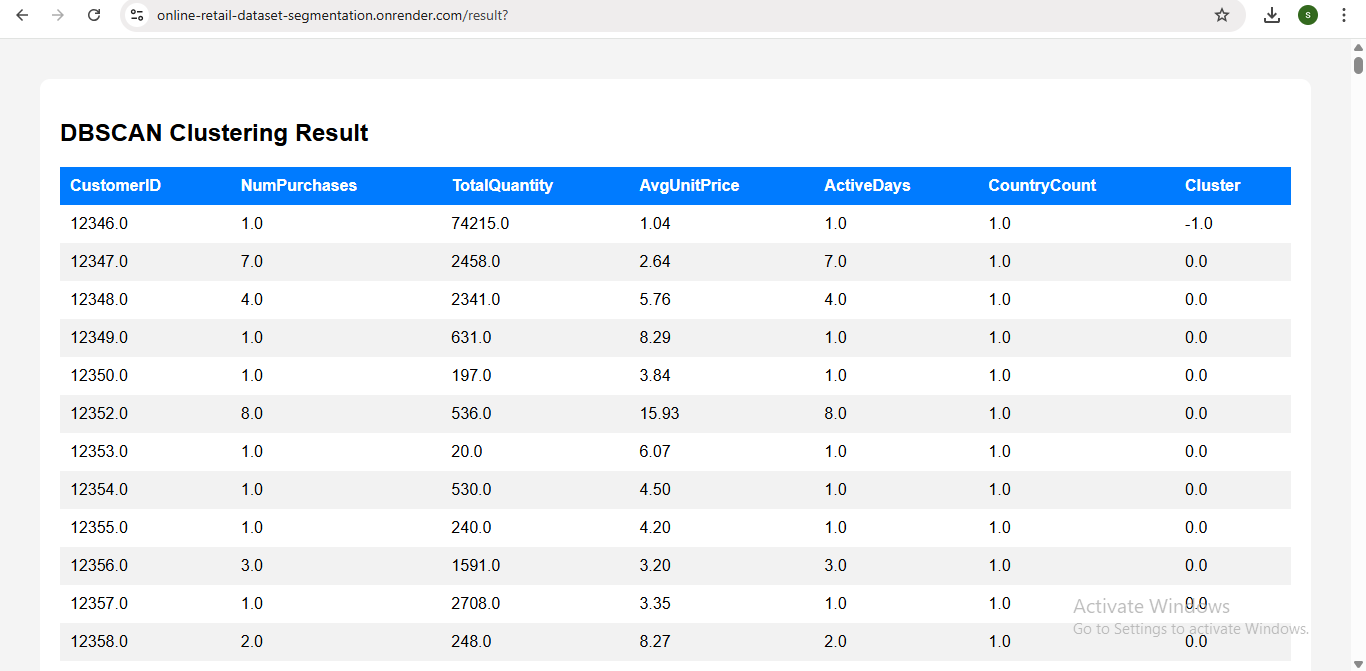 online-retail-dataset-segmentation.onrender.com/result?
s
DBSCAN Clustering Result
CustomerID NumPurchases TotalQuantity AvgUnitPrice ActiveDays CountryCount Cluster
12346.0 1.0 74215.0 1.04 1.0 1.0 -1.0
12347.0 7.0 2458.0 2.64 7.0 1.0 0.0
12348.0 4.0 2341.0 5.76 4.0 1.0 0.0
12349.0 1.0 631.0 8.29 1.0 1.0 0.0
12350.0 1.0 197.0 3.84 1.0 1.0 0.0
12352.0 8.0 536.0 15.93 8.0 1.0 0.0
12353.0 1.0 20.0 6.07 1.0 1.0 0.0
12354.0 1.0 530.0 4.50 1.0 1.0 0.0
12355.0 1.0 240.0 4.20 1.0 1.0 0.0
12356.0 3.0 1591.0 3.20 3.0 1.0 0.0
12357.0 1.0 2708.0 3.35 1.0 1.0 0.0
12358.0 2.0 248.0 8.27 2.0 1.0 0.0
Activate Windows
Go to Settings to activate Windows.